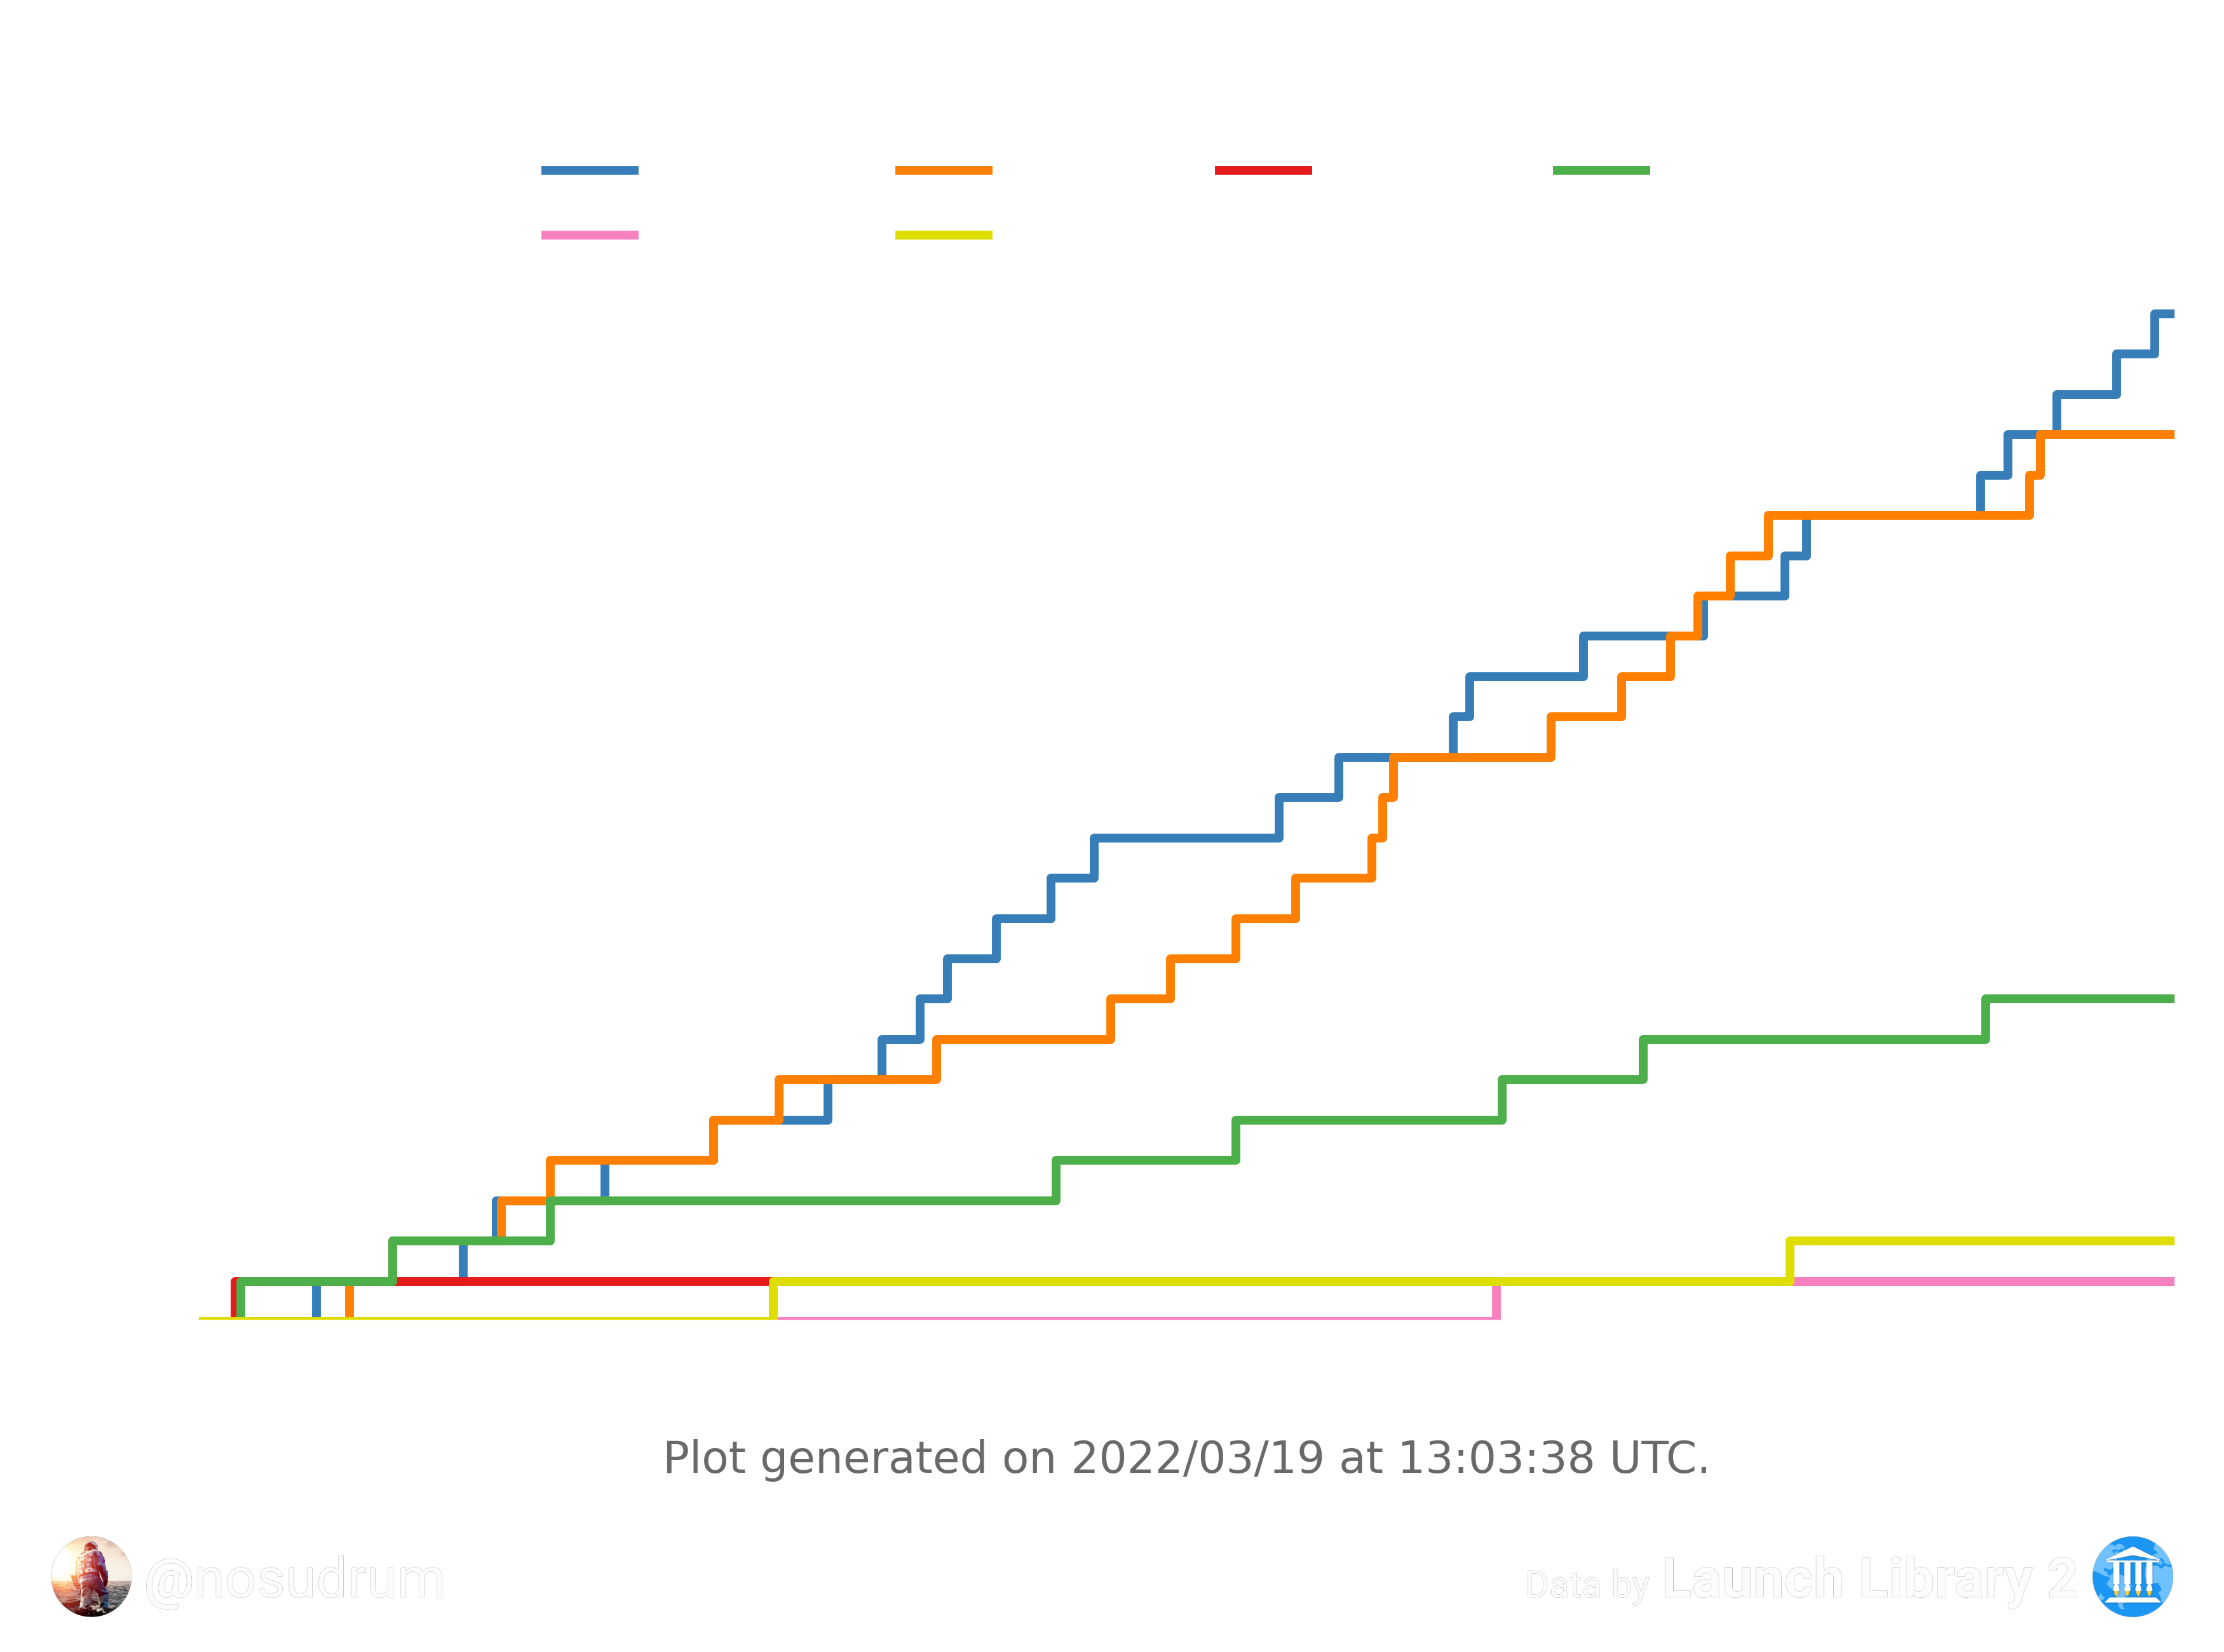 Plot generated on 2022/03/19 at 13:03:38 UTC.
@nosudrum
Data by Launch Library 2